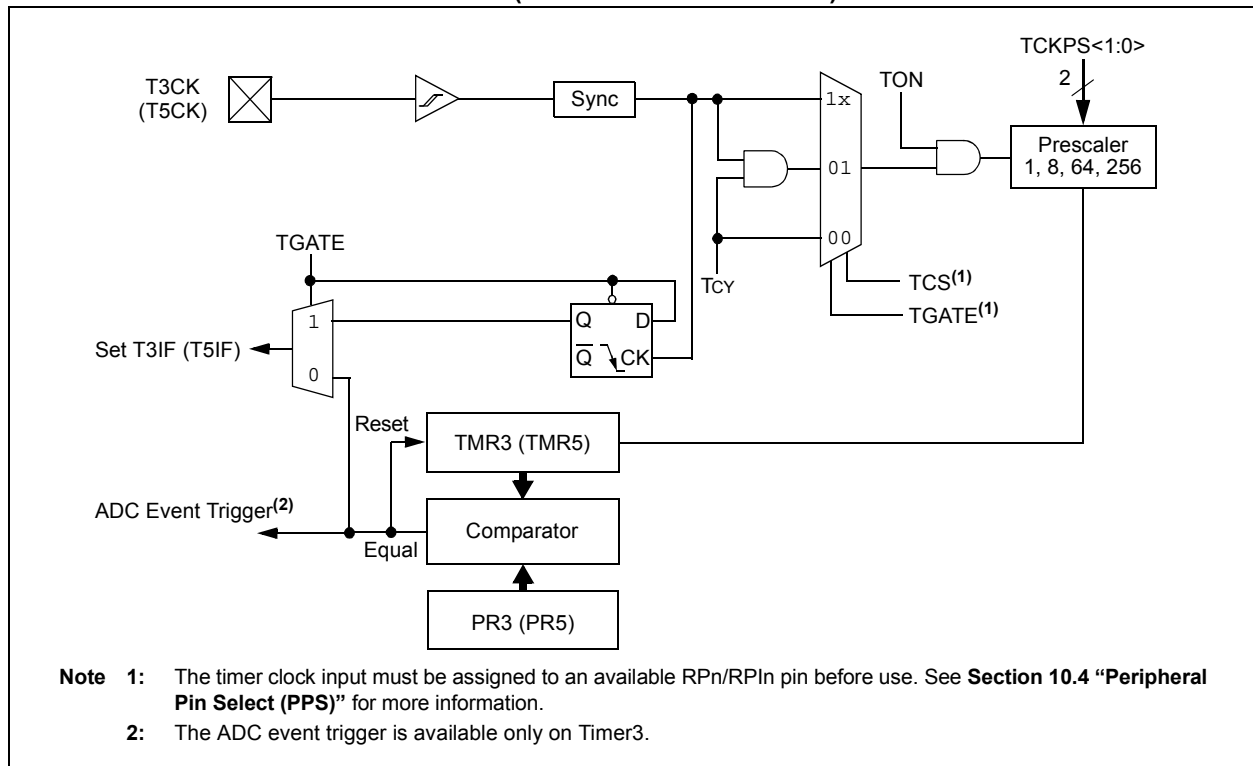 TCKPS<1:0>
2
T3CK
(T5CK)
Sync
TON
1x
Prescaler
1, 8, 64, 256
01
00
TGATE
TCY
TCS(1)
TGATE(1)
1
Q D
Set T3IF (T5IF)
Q CK
0
Reset
TMR3 (TMR5)
ADC Event Trigger(2)
Comparator
Equal
PR3 (PR5)
Note 1: The timer clock input must be assigned to an available RPn/RPIn pin before use. See Section 10.4 “Peripheral
Pin Select (PPS)” for more information.
2: The ADC event trigger is available only on Timer3.